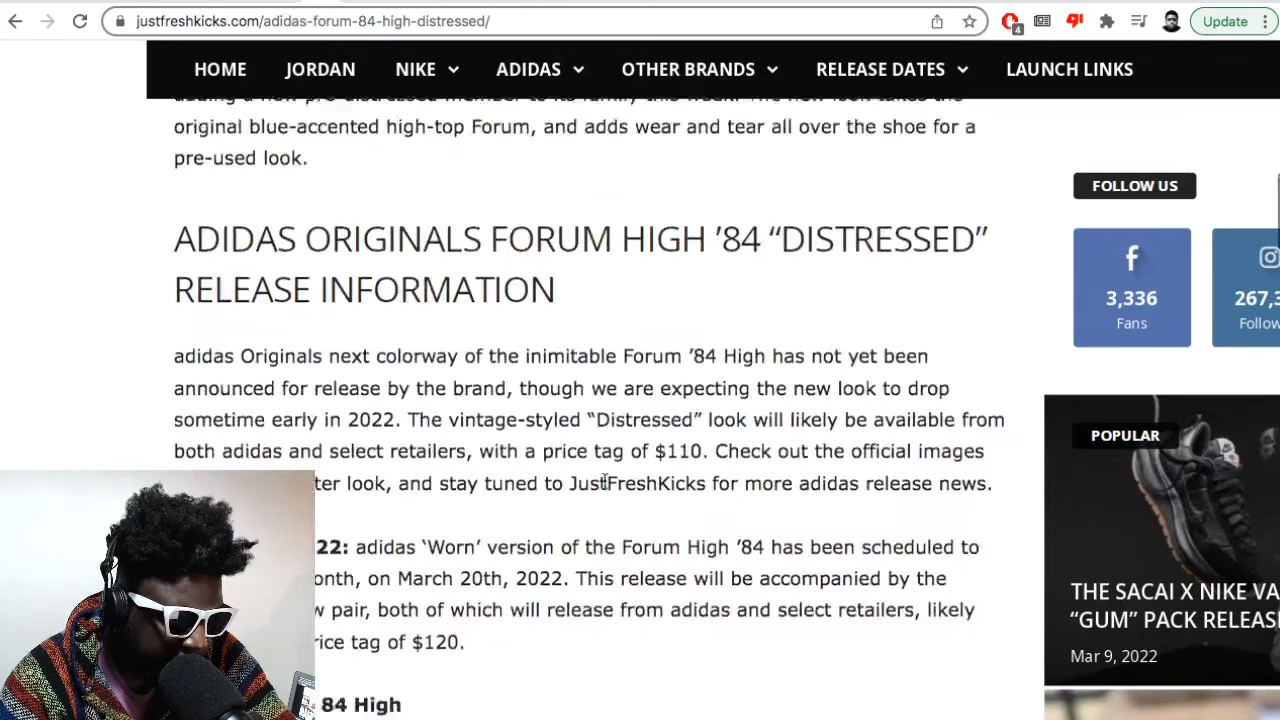 justfreshkicks.com/adidas-forum-84-high-distressed/
4
Update
HOME JORDAN NIKE ADIDAS OTHER BRANDS RELEASE DATES LAUNCH LINKS
original blue-accented high-top Forum, and adds wear and tear all over the shoe for a
pre-used look.
FOLLOW US
ADIDAS ORIGINALS FORUM HIGH ’84 “DISTRESSED”
RELEASE INFORMATION
3,336
Fans
267,3
Follow
adidas Originals next colorway of the inimitable Forum ’84 High has not yet been
announced for release by the brand, though we are expecting the new look to drop
sometime early in 2022. The vintage-styled “Distressed” look will likely be available from
both adidas and select retailers, with a price tag of $110. Check out the official images
ter look, and stay tuned to JustFreshKicks for more adidas release news.
22: adidas ‘Worn’ version of the Forum High ’84 has been scheduled to
onth, on March 20th, 2022. This release will be accompanied by the
w pair, both of which will release from adidas and select retailers, likely
rice tag of $120.
84 High
POPULAR
THE SACAI X NIKE VA
“GUM” PACK RELEAS
Mar 9, 2022